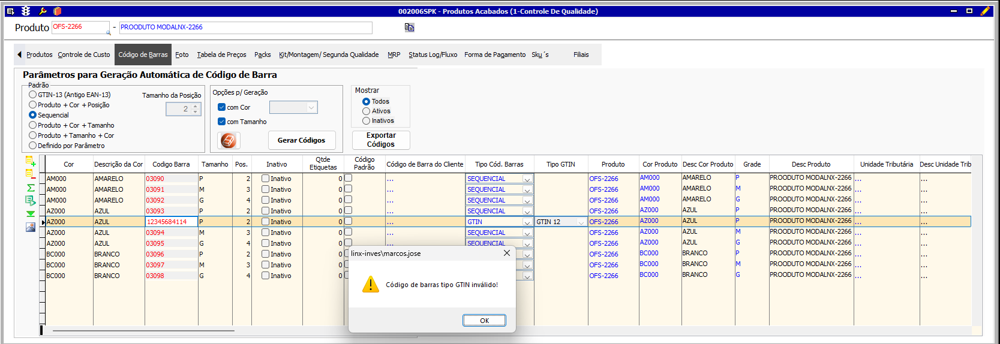 002006SPK - Produtos Acabados (1-Controle De Qualidade)
Produto OFS-2266 - PROODUTO MODALNX-2266
Produtos Controle de Custo Código de Barras Foto Tabela de Preços Packs Kit/Montagem/ Segunda Qualidade MRP Status Log/Fluxo Forma de Pagamento Sku´s Filiais
Parâmetros para Geração Automática de Código de Barra
Padrão
GTIN-13 (Antigo EAN-13)
Produto + Cor + Posição
Sequencial
Produto + Cor + Tamanho
Produto + Tamanho + Cor
Definido por Parâmetro
Tamanho da Posição
2
Opções p/ Geração
com Cor
com Tamanho
Gerar Códigos
Mostrar
Todos
Ativos
Inativos
Exportar
Códigos
Cor Descrição da Cor Codigo Barra Tamanho Pos. Inativo Qtde Etiquetas Código Padrão Código de Barra do Cliente Tipo Cód. Barras Tipo GTIN Produto Cor Produto Desc Cor Produto Grade Desc Produto Unidade Tributária Desc Unidade Trib
AM000 AMARELO 03090 P 2 Inativo 0 ... SEQUENCIAL OFS-2266 AM000 AMARELO P PROODUTO MODALNX-2266 ... ...
AM000 AMARELO 03091 M 3 Inativo 0 ... SEQUENCIAL OFS-2266 AM000 AMARELO M PROODUTO MODALNX-2266 ... ...
AM000 AMARELO 03092 G 4 Inativo 0 ... SEQUENCIAL OFS-2266 AM000 AMARELO G PROODUTO MODALNX-2266 ... ...
AZ000 AZUL 03093 P 2 Inativo 0 ... SEQUENCIAL OFS-2266 AZ000 AZUL P PROODUTO MODALNX-2266 ... ...
AZ000 AZUL 12345684114 P 2 Inativo 0 ... GTIN GTIN 12 OFS-2266 AZ000 AZUL P PROODUTO MODALNX-2266 ... ...
AZ000 AZUL 03094 M 3 Inativo 0 ... SEQUENCIAL OFS-2266 AZ000 AZUL M PROODUTO MODALNX-2266 ... ...
AZ000 AZUL 03095 G 4 Inativo 0 ... SEQUENCIAL OFS-2266 AZ000 AZUL G PROODUTO MODALNX-2266 ... ...
BC000 BRANCO 03096 P 2 Inativo 0 OFS-2266 BC000 BRANCO P PROODUTO MODALNX-2266 ... ...
BC000 BRANCO 03097 M 3 Inativo 0 OFS-2266 BC000 BRANCO M PROODUTO MODALNX-2266 ... ...
BC000 BRANCO 03098 G 4 Inativo 0 OFS-2266 BC000 BRANCO G PROODUTO MODALNX-2266 ... ...
linx-inves\marcos.jose
Código de barras tipo GTIN inválido!
OK